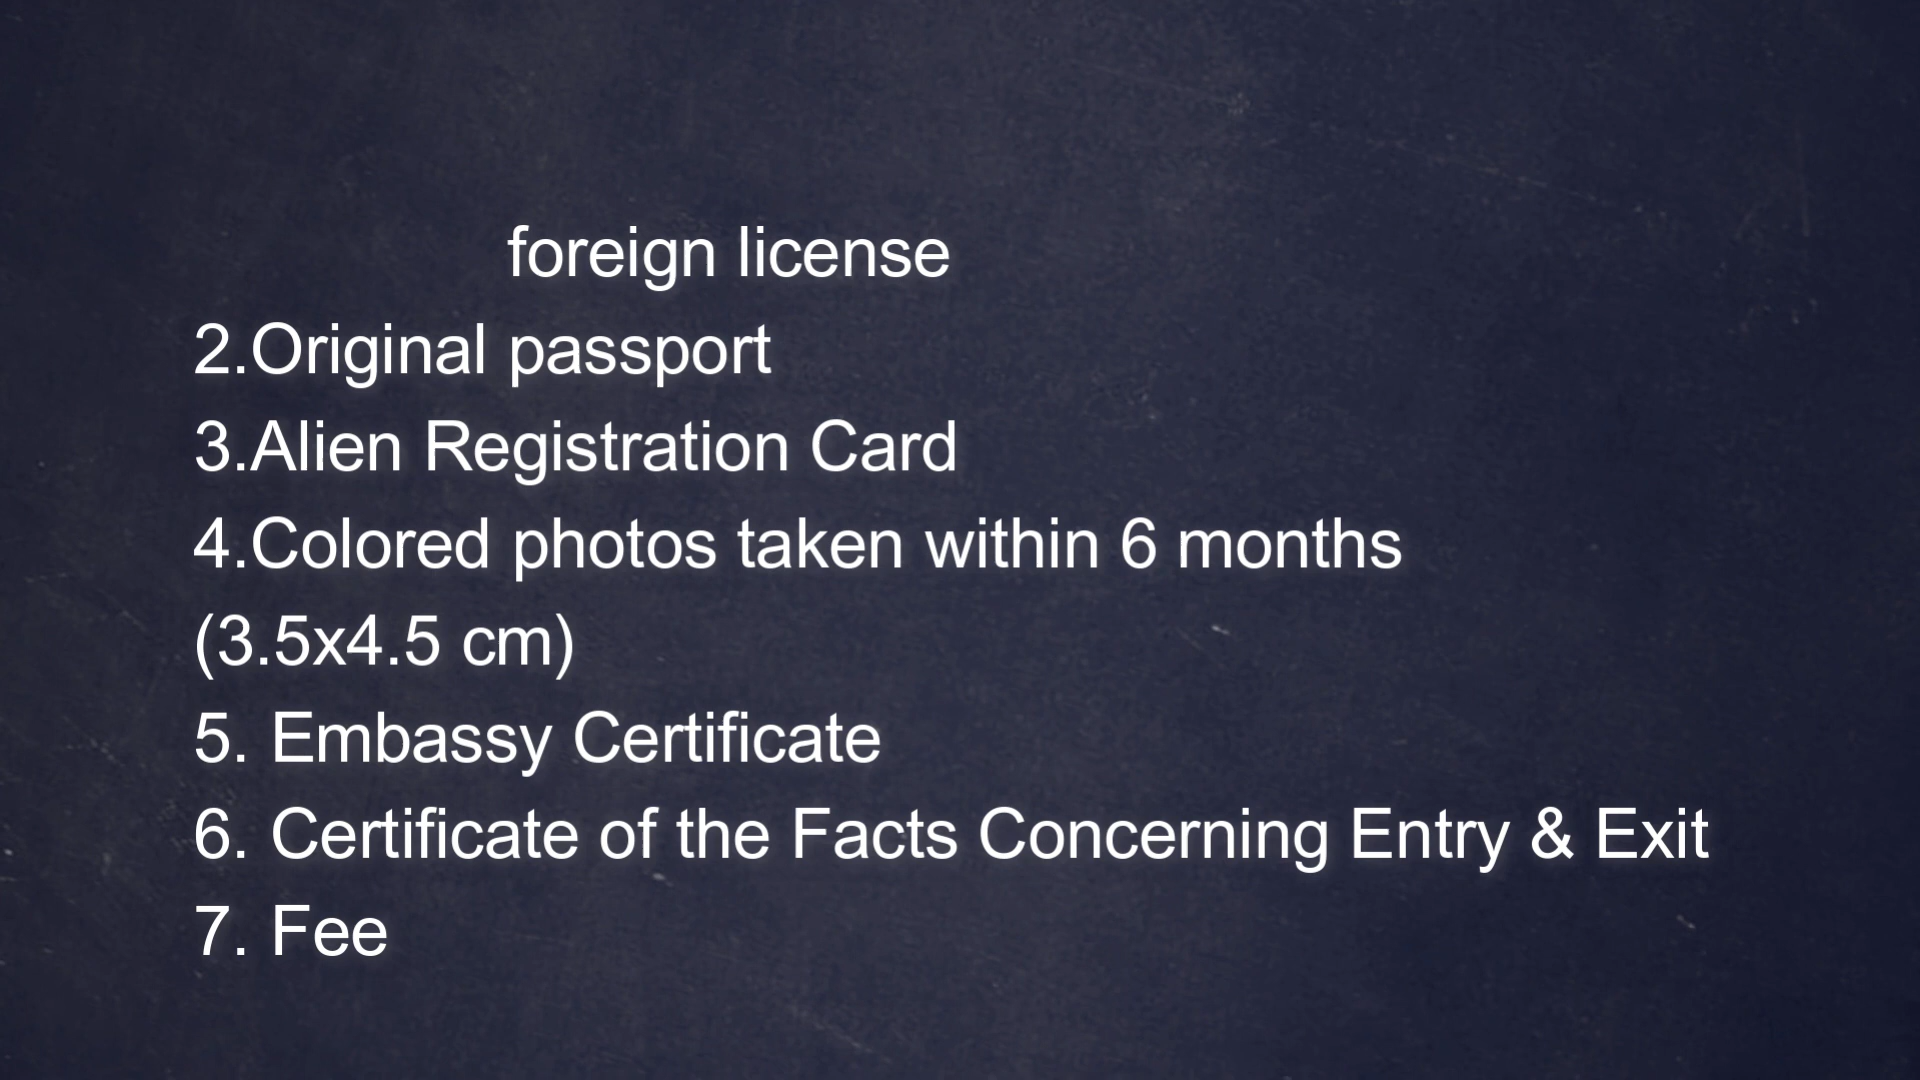 foreign license
2.Original passport
3.Alien Registration Card
4.Colored photos taken within 6 months
(3.5x4.5 cm)
5. Embassy Certificate
6. Certificate of the Facts Concerning Entry & Exit
7. Fee